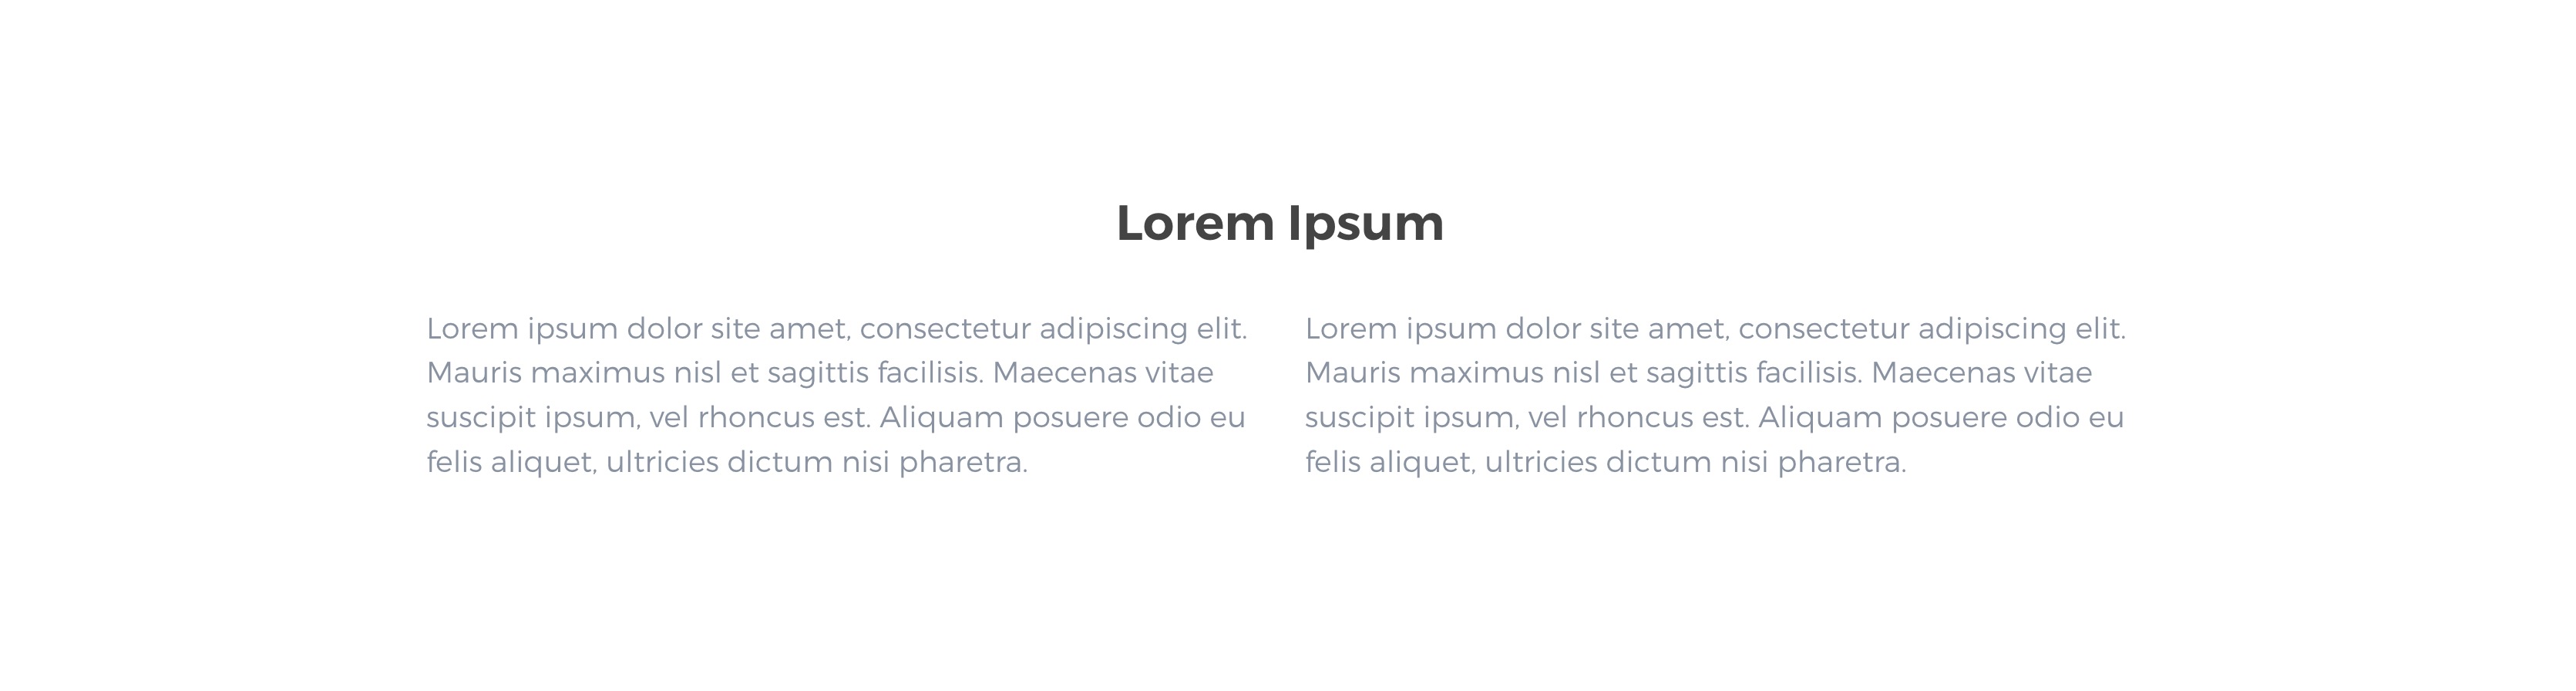 Lorem Ipsum
Lorem ipsum dolor site amet, consectetur adipiscing elit.
Mauris maximus nisl et sagittis facilisis. Maecenas vitae
suscipit ipsum, vel rhoncus est. Aliquam posuere odio eu
felis aliquet, ultricies dictum nisi pharetra.
Lorem ipsum dolor site amet, consectetur adipiscing elit.
Mauris maximus nisl et sagittis facilisis. Maecenas vitae
suscipit ipsum, vel rhoncus est. Aliquam posuere odio eu
felis aliquet, ultricies dictum nisi pharetra.